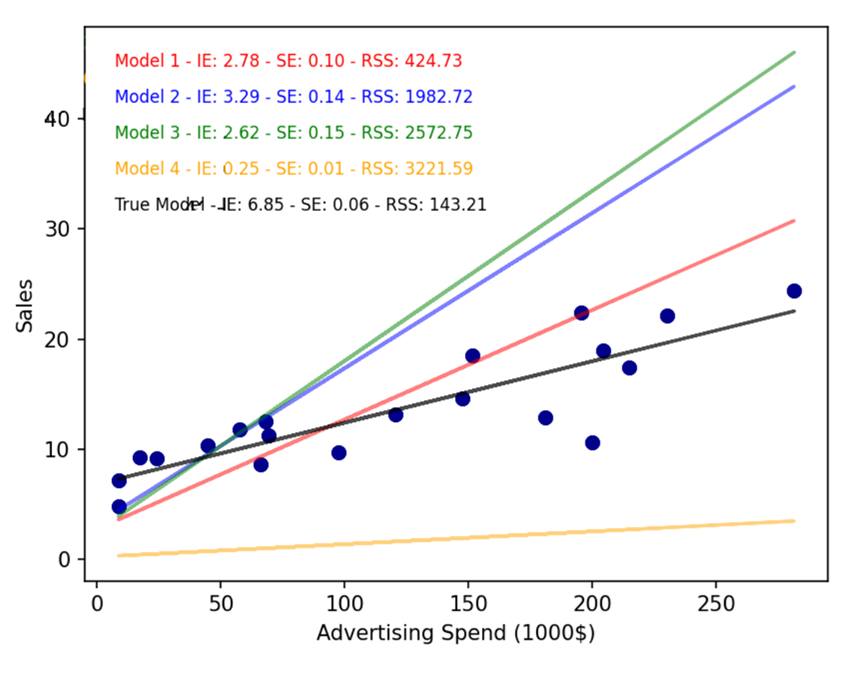 Model 1 - IE: 2.78 - SE: 0.10 - RSS: 424.73
Model 2 - IE: 3.29 - SE: 0.14 - RSS: 1982.72
Model 3 - IE: 2.62 - SE: 0.15 - RSS: 2572.75
Model 4 - IE: 0.25 - SE: 0.01 - RSS: 3221.59
True Model - IE: 6.85 - SE: 0.06 - RSS: 143.21
40
30
20
10
0
Sales
0 50 100 150 200 250
Advertising Spend (1000$)